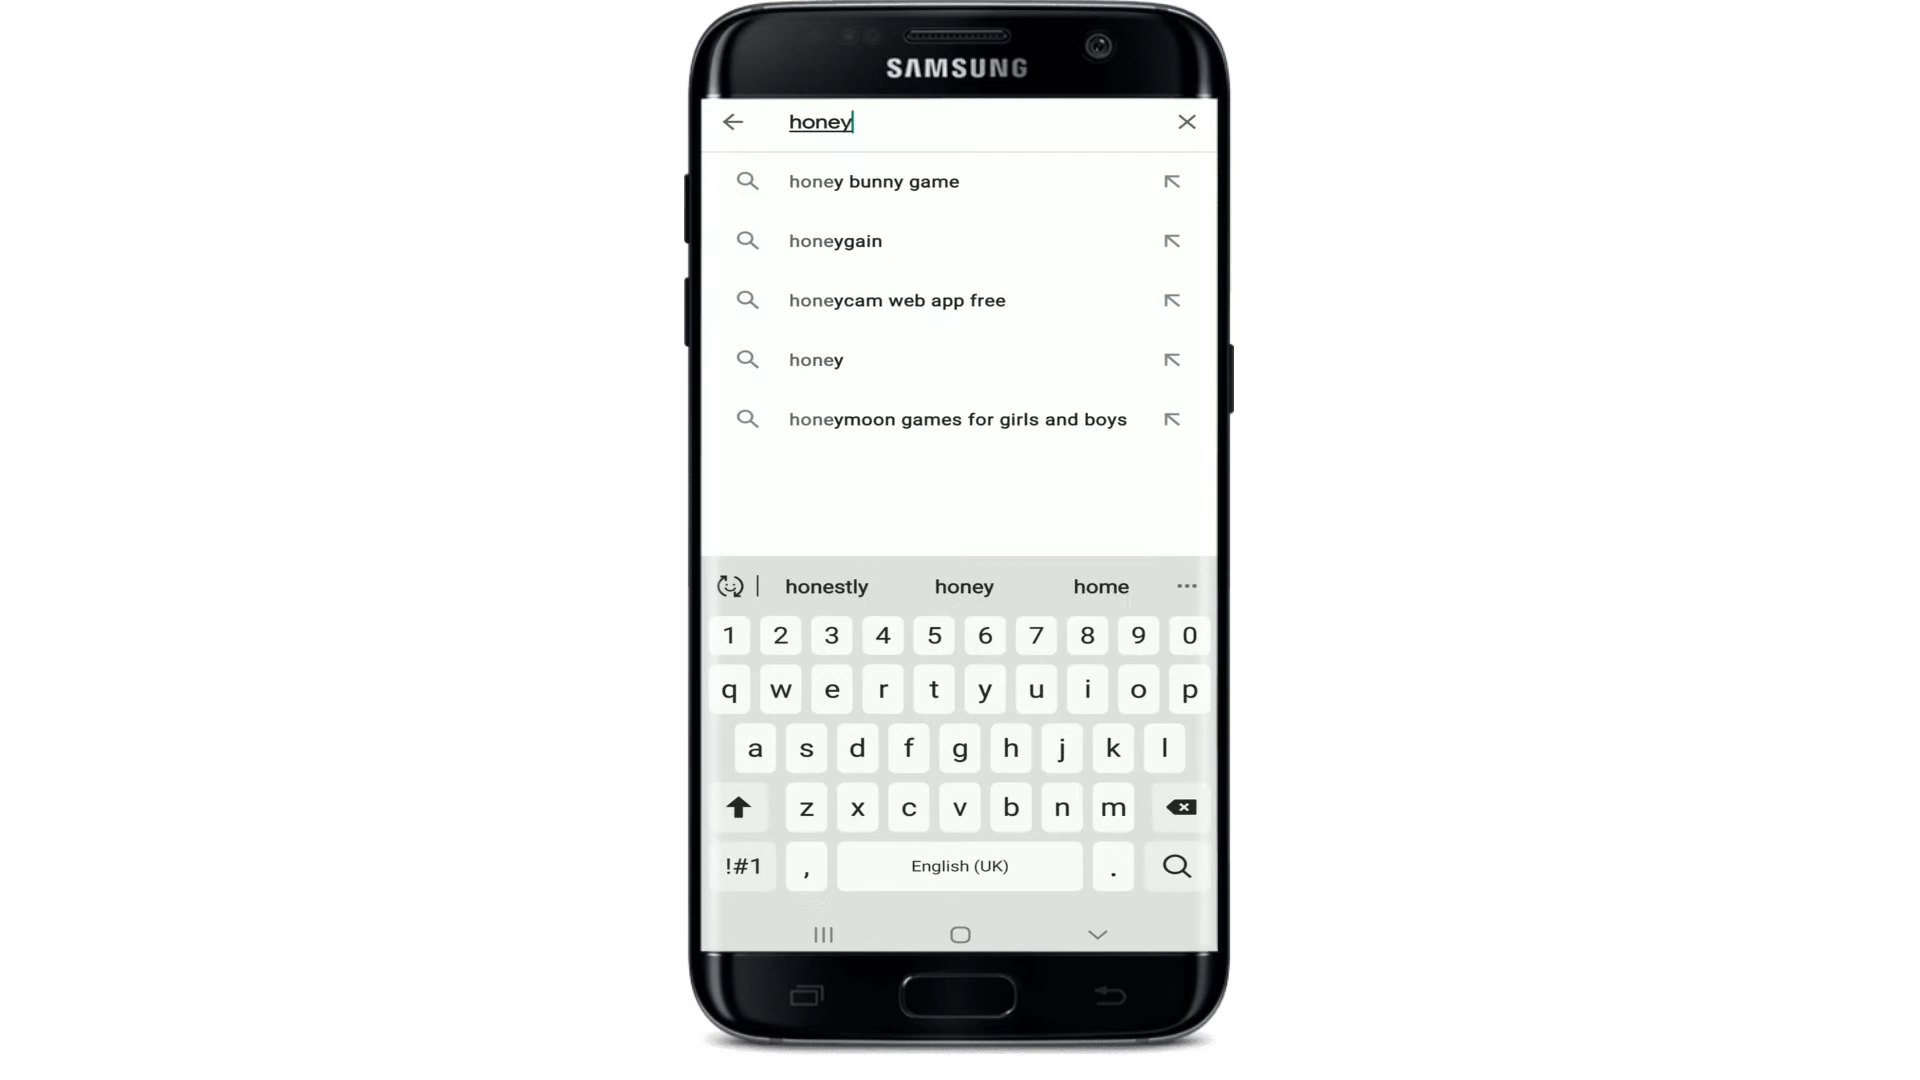 SAMSUNG
honey
honey bunny game
honeygain
honeycam web app free
honey
honeymoon games for girls and boys
honestly honey home
1 2 3 4 5 6 7 8 9 0
q w e r t y u i o p
a s d f g h j k l
z x c v b n m
!#1 , English (UK) .